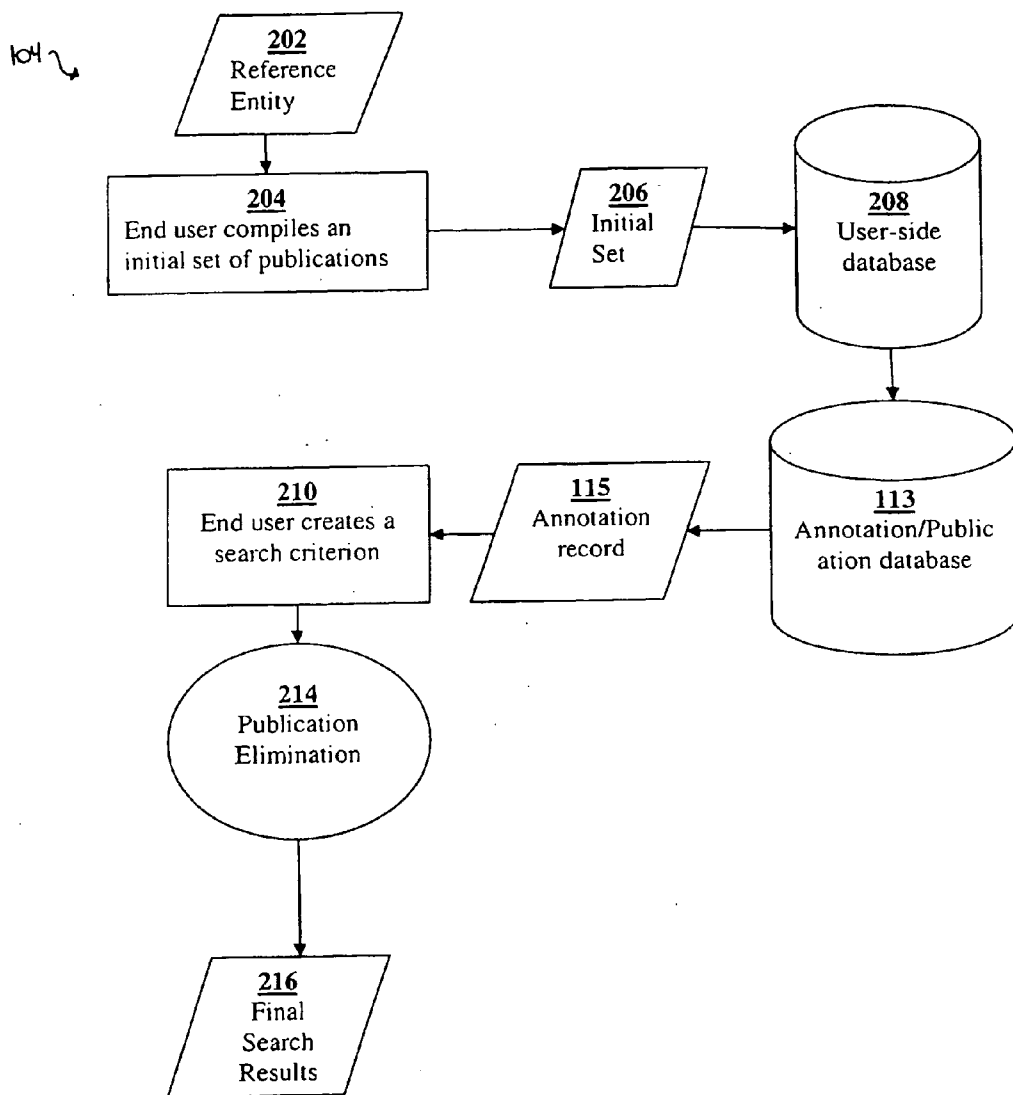 104
202
Reference
Entity
204
End user compiles an
initial set of publications
206
Initial
Set
208
User-side
database
210
End user creates a
search criterion
115
Annotation
record
113
Annotation/Public
ation database
214
Publication
Elimination
216
Final
Search
Results